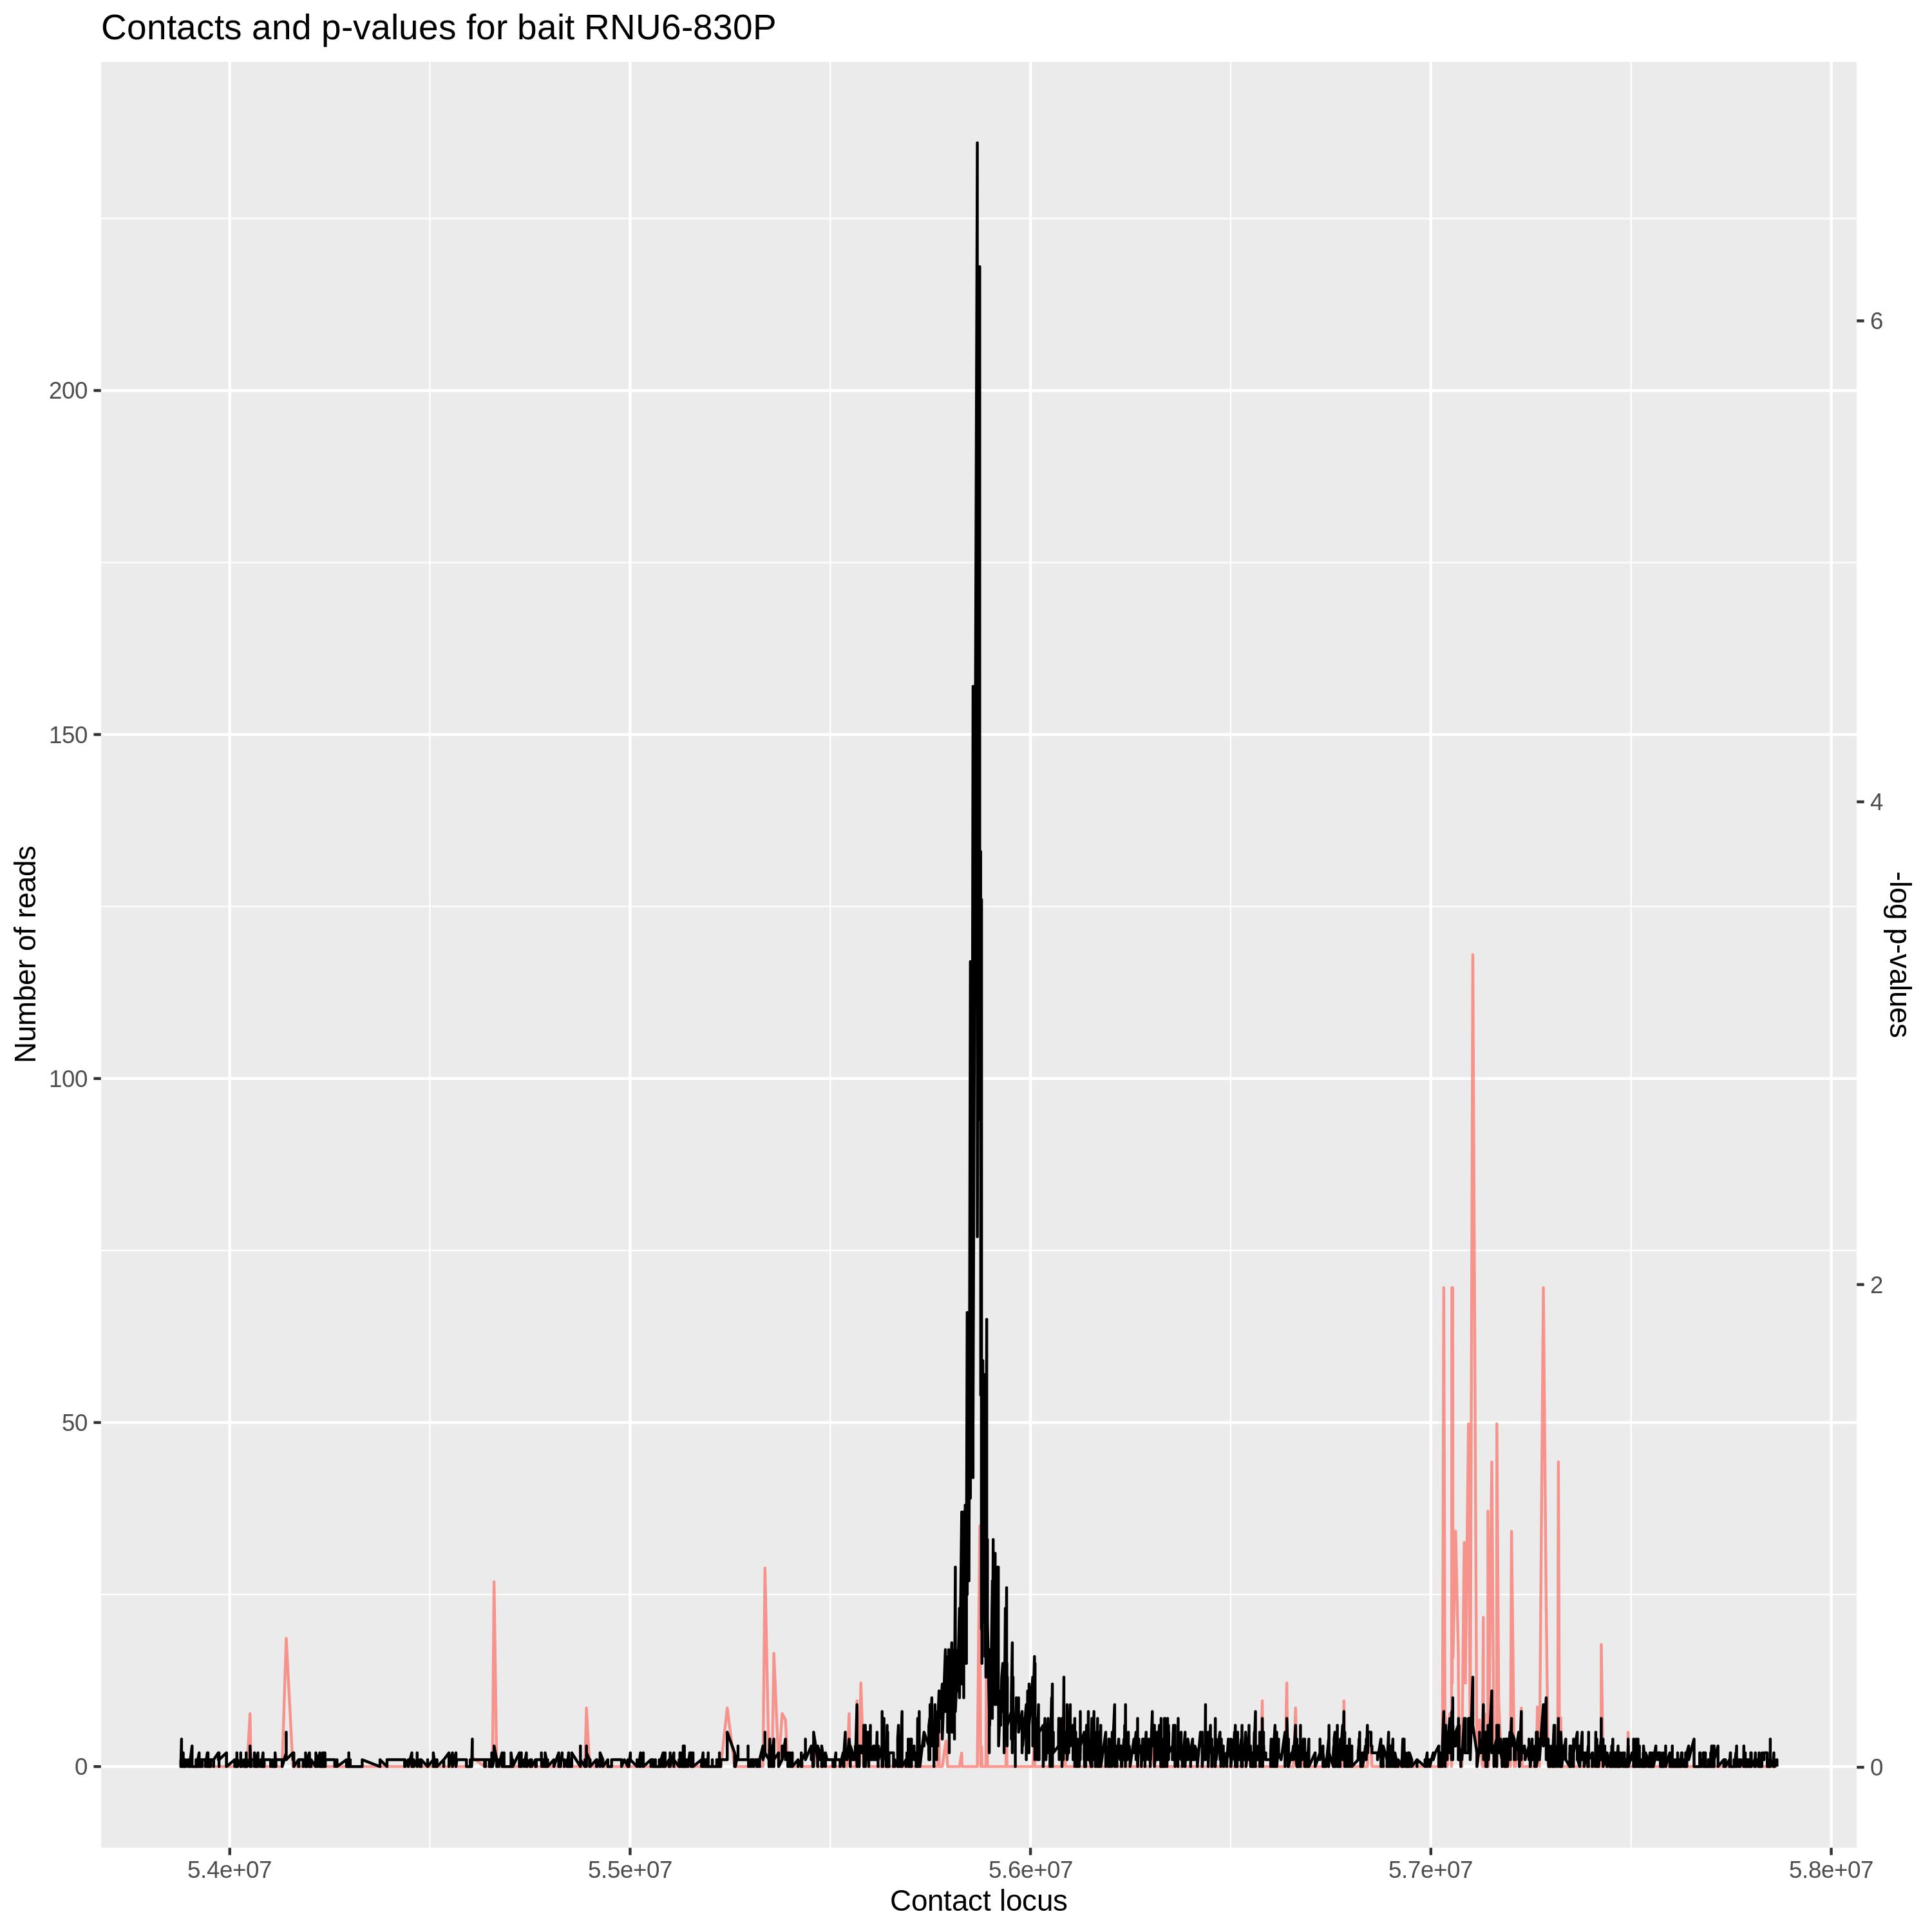 Contacts and p-values for bait RNU6-830P
Number of reads
200
150
100
50
0
6
4
2
0
-log p-values
5.4e+07
5.5e+07
5.6e+07
5.7e+07
5.8e+07
Contact locus